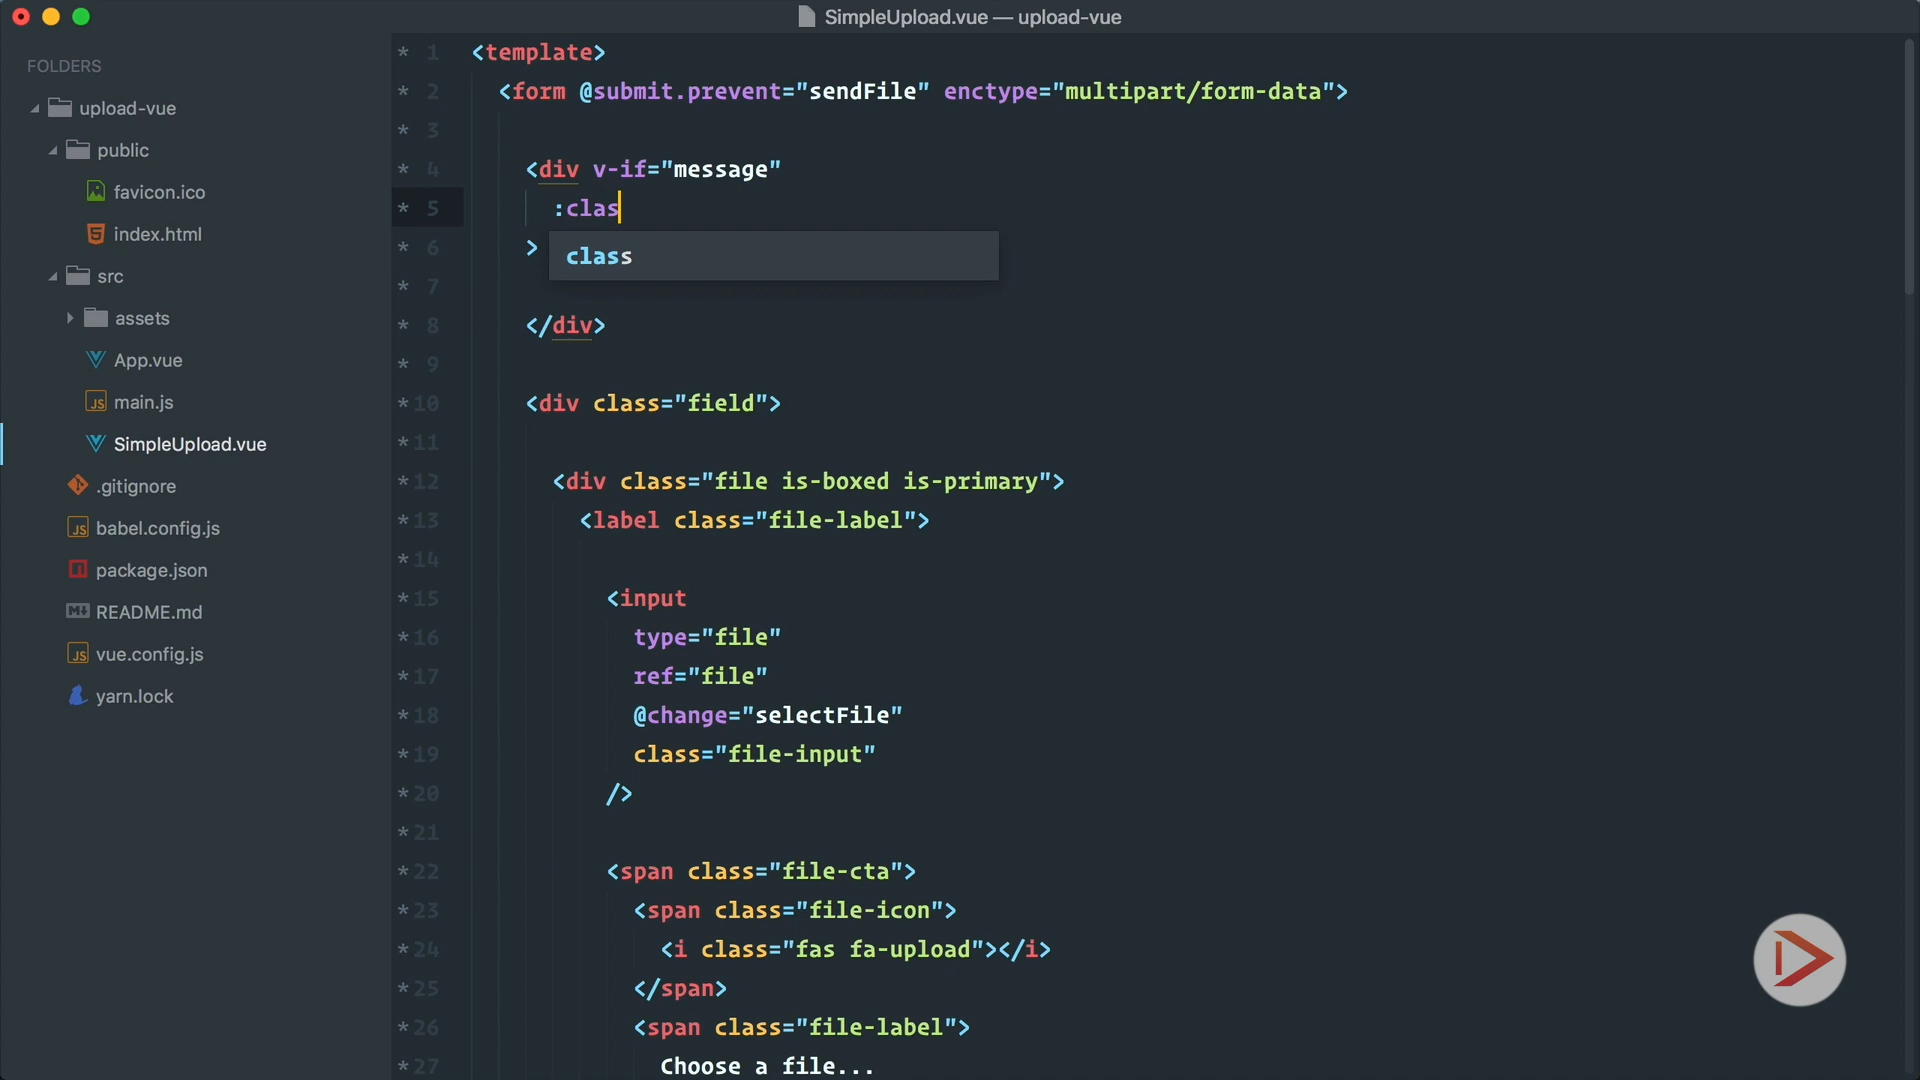 SimpleUpload.vue — upload-vue
FOLDERS
upload-vue
public
favicon.ico
index.html
src
assets
App.vue
main.js
SimpleUpload.vue
.gitignore
babel.config.js
package.json
README.md
vue.config.js
yarn.lock
* 1 <template>
* 2 <form @submit.prevent="sendFile" enctype="multipart/form-data">
* 3
* 4 <div v-if="message"
* 5 :clas
* 6 >
class
* 7
* 8 </div>
* 9
*10 <div class="field">
*11
*12 <div class="file is-boxed is-primary">
*13 <label class="file-label">
*14
*15 <input
*16 type="file"
*17 ref="file"
*18 @change="selectFile"
*19 class="file-input"
*20 />
*21
*22 <span class="file-cta">
*23 <span class="file-icon">
*24 <i class="fas fa-upload"></i>
*25 </span>
*26 <span class="file-label">
*27 Choose a file...